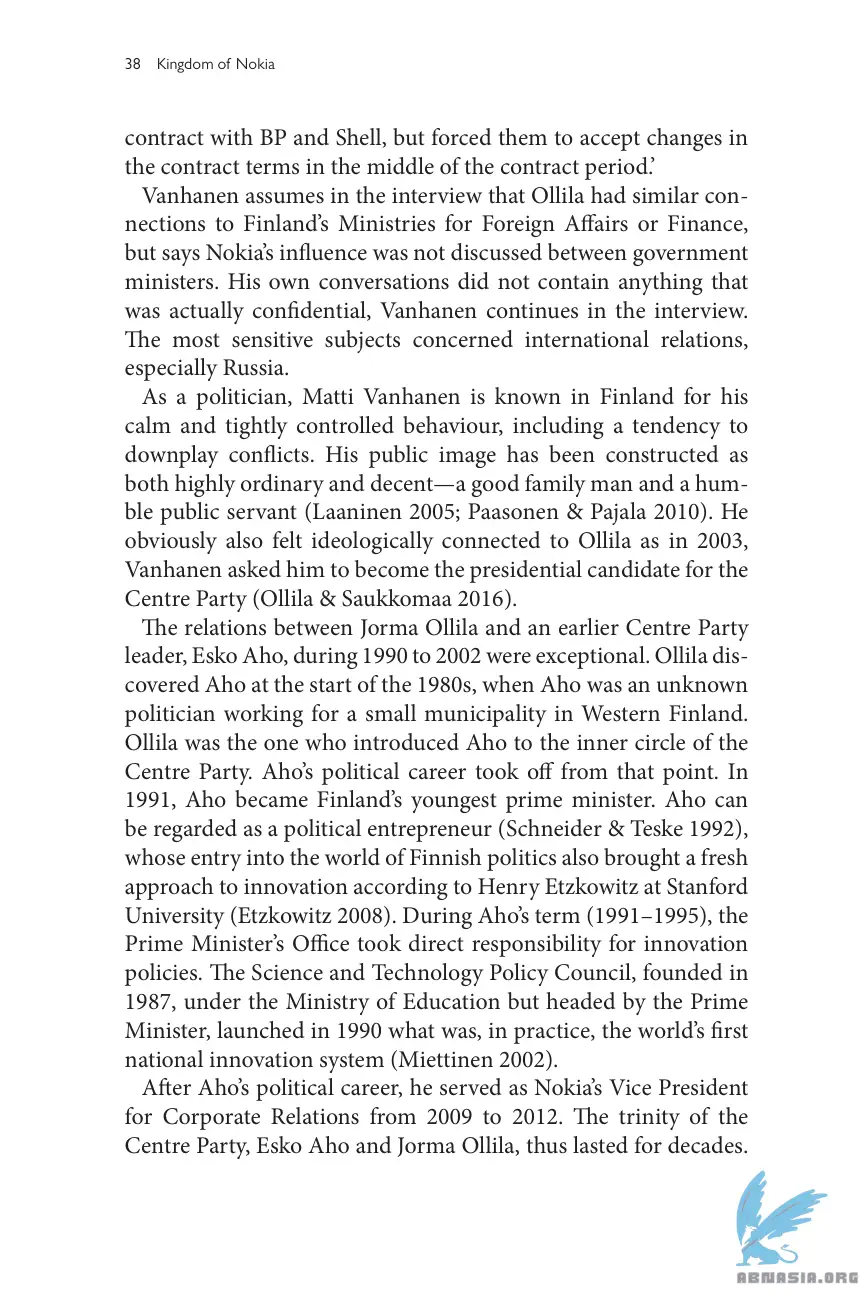 38 Kingdom of Nokia
contract with BP and Shell, but forced them to accept changes in
the contract terms in the middle of the contract period.’
Vanhanen assumes in the interview that Ollila had similar con-
nections to Finland’s Ministries for Foreign Affairs or Finance,
but says Nokia’s influence was not discussed between government
ministers. His own conversations did not contain anything that
was actually confidential, Vanhanen continues in the interview.
The most sensitive subjects concerned international relations,
especially Russia.
As a politician, Matti Vanhanen is known in Finland for his
calm and tightly controlled behaviour, including a tendency to
downplay conflicts. His public image has been constructed as
both highly ordinary and decent—a good family man and a hum-
ble public servant (Laaninen 2005; Paasonen & Pajala 2010). He
obviously also felt ideologically connected to Ollila as in 2003,
Vanhanen asked him to become the presidential candidate for the
Centre Party (Ollila & Saukkomaa 2016).
The relations between Jorma Ollila and an earlier Centre Party
leader, Esko Aho, during 1990 to 2002 were exceptional. Ollila dis-
covered Aho at the start of the 1980s, when Aho was an unknown
politician working for a small municipality in Western Finland.
Ollila was the one who introduced Aho to the inner circle of the
Centre Party. Aho’s political career took off from that point. In
1991, Aho became Finland’s youngest prime minister. Aho can
be regarded as a political entrepreneur (Schneider & Teske 1992),
whose entry into the world of Finnish politics also brought a fresh
approach to innovation according to Henry Etzkowitz at Stanford
University (Etzkowitz 2008). During Aho’s term (1991–1995), the
Prime Minister’s Office took direct responsibility for innovation
policies. The Science and Technology Policy Council, founded in
1987, under the Ministry of Education but headed by the Prime
Minister, launched in 1990 what was, in practice, the world’s first
national innovation system (Miettinen 2002).
After Aho’s political career, he served as Nokia’s Vice President
for Corporate Relations from 2009 to 2012. The trinity of the
Centre Party, Esko Aho and Jorma Ollila, thus lasted for decades.
ABNASIA.ORG